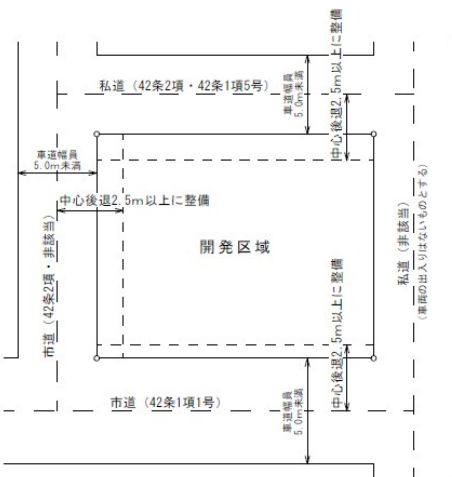 私道（42条2項・42条1項5号）
車道幅員
5.0m未満
中心後退2.5m以上に整備
車道幅員
5.0m未満
中心後退2.5m以上に整備
開発区域
市道（42条2項・非該当）
私道（非該当）
（車両の出入りはないものとする）
中心後退2.5m以上に整備
市道（42条1項1号）
車道幅員
5.0m未満